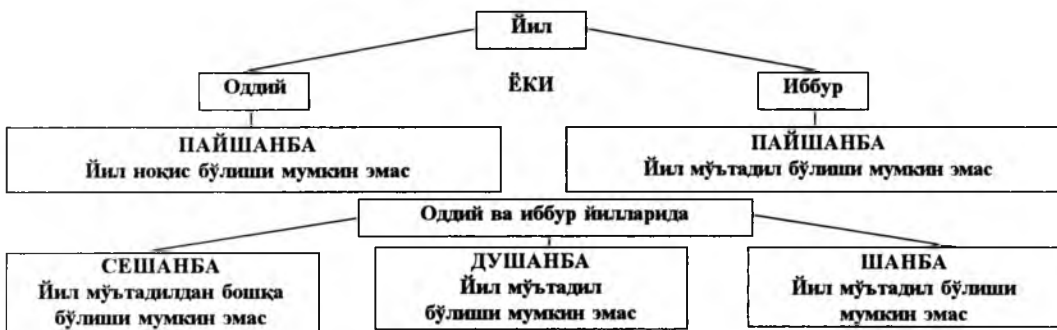 Йил
Оддий
ЁКИ
Иббур
ПАЙШАНБА
Йил ноқис бўлиши мумкин эмас
ПАЙШАНБА
Йил мўътадил бўлиши мумкин эмас
Оддий ва иббур йилларида
СЕШАНБА
Йил мўътадилдан бошқа
бўлиши мумкин эмас
ДУШАНБА
Йил мўътадил
бўлиши мумкин эмас
ШАНБА
Йил мўътадил бўлиши
мумкин эмас